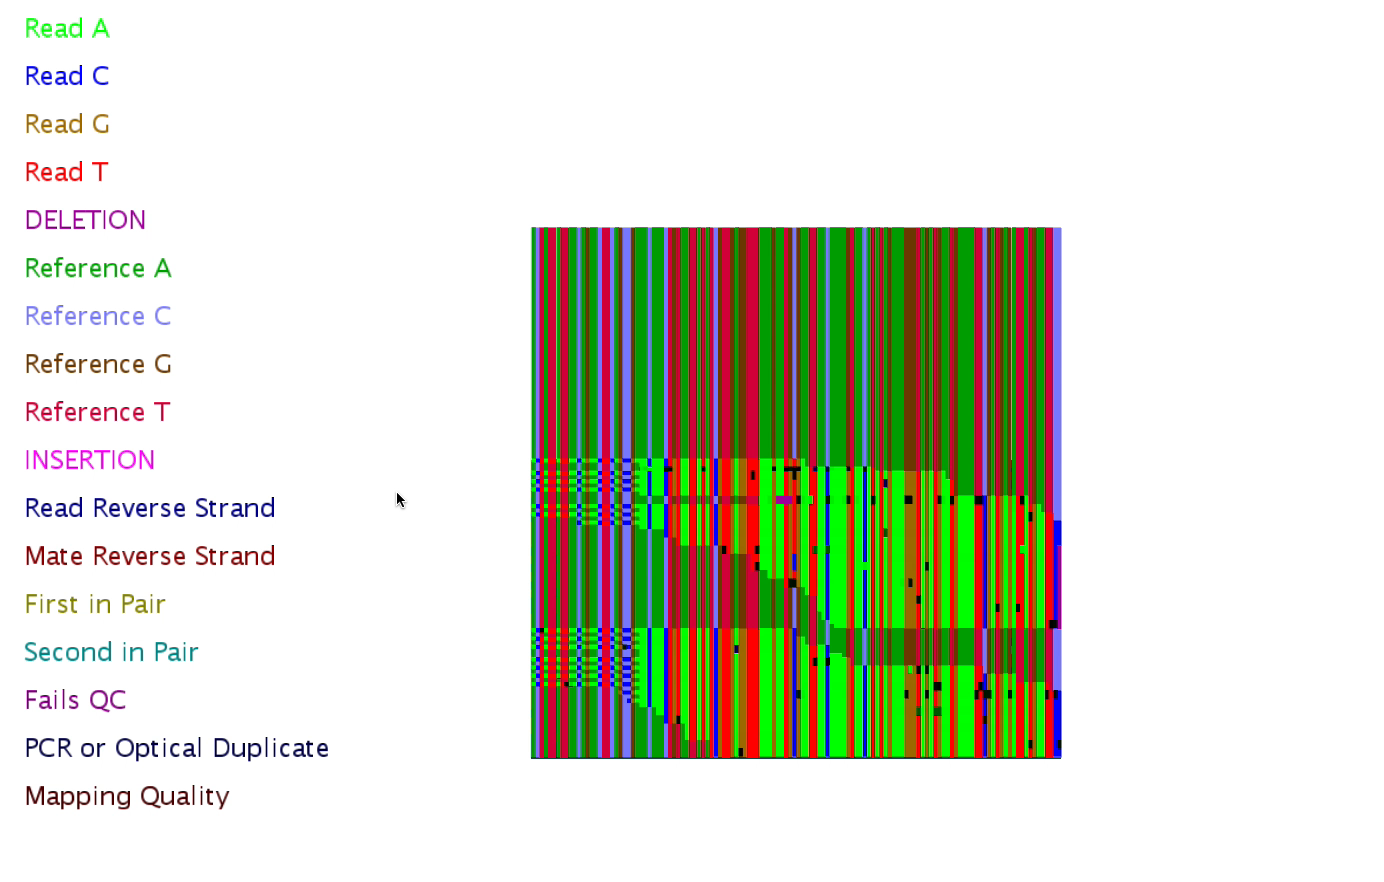 Read A
Read C
Read G
Read T
DELETION
Reference A
Reference C
Reference G
Reference T
INSERTION
Read Reverse Strand
Mate Reverse Strand
First in Pair
Second in Pair
Fails QC
PCR or Optical Duplicate
Mapping Quality